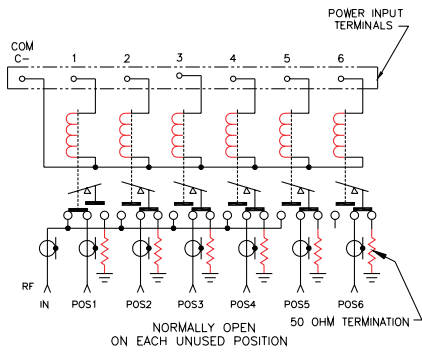 POWER INPUT
TERMINALS
COM
C-
1 2 3 4 5 6
RF
IN POS1 POS2 POS3 POS4 POS5 POS6
50 OHM TERMINATION
NORMALLY OPEN
ON EACH UNUSED POSITION